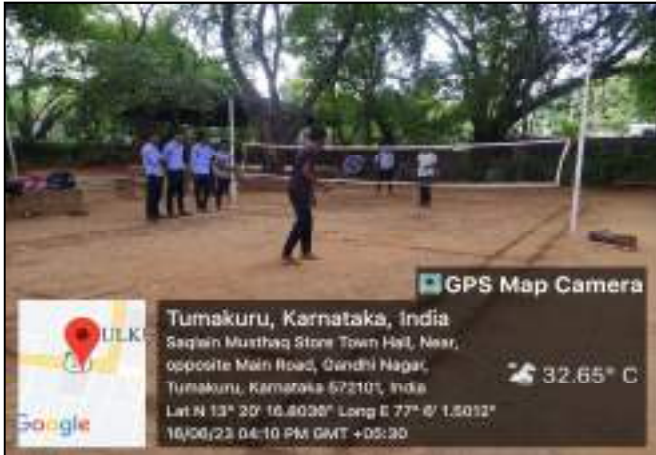 GPS Map Camera
ULKU
Tumakuru, Karnataka, India
Saqlain Musthaq Store Town Hall, Near,
opposite Main Road, Gandhi Nagar,
Tumakuru, Karnataka 572101, India
Lat N 13° 20' 16.8036" Long E 77° 6' 1.5012"
16/06/23 04:10 PM GMT +05:30
32.65° C
Google